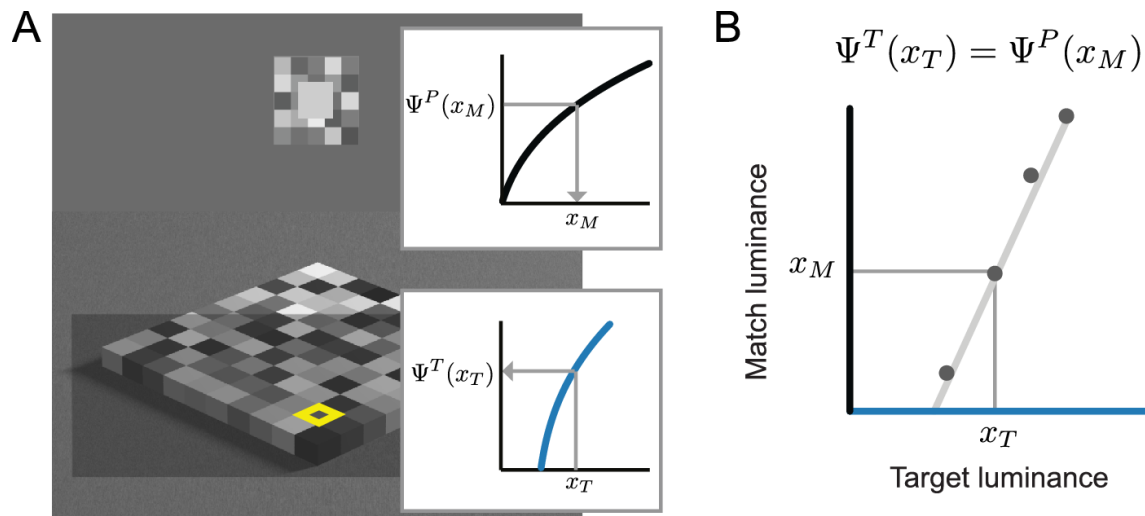 A
Ψ^P(x_M)
x_M
Ψ^T(x_T)
x_T
B
Ψ^T(x_T) = Ψ^P(x_M)
Match luminance
x_M
x_T
Target luminance